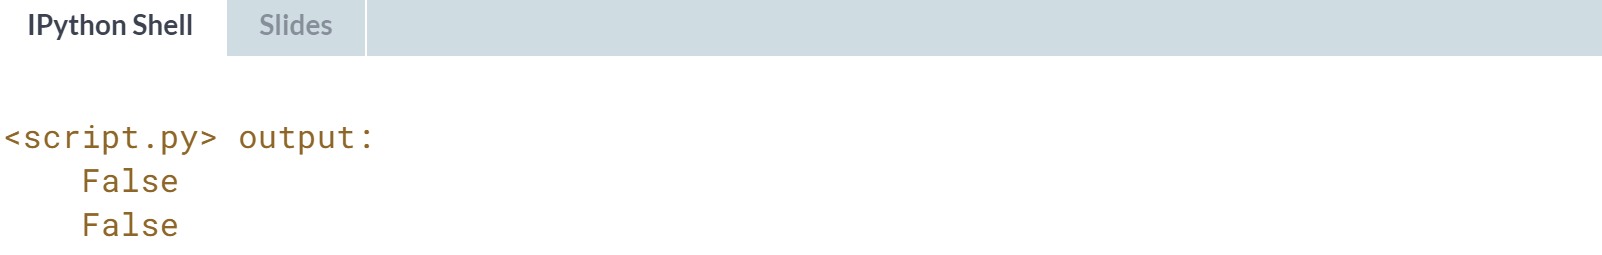 IPython Shell Slides
<script.py> output:
False
False